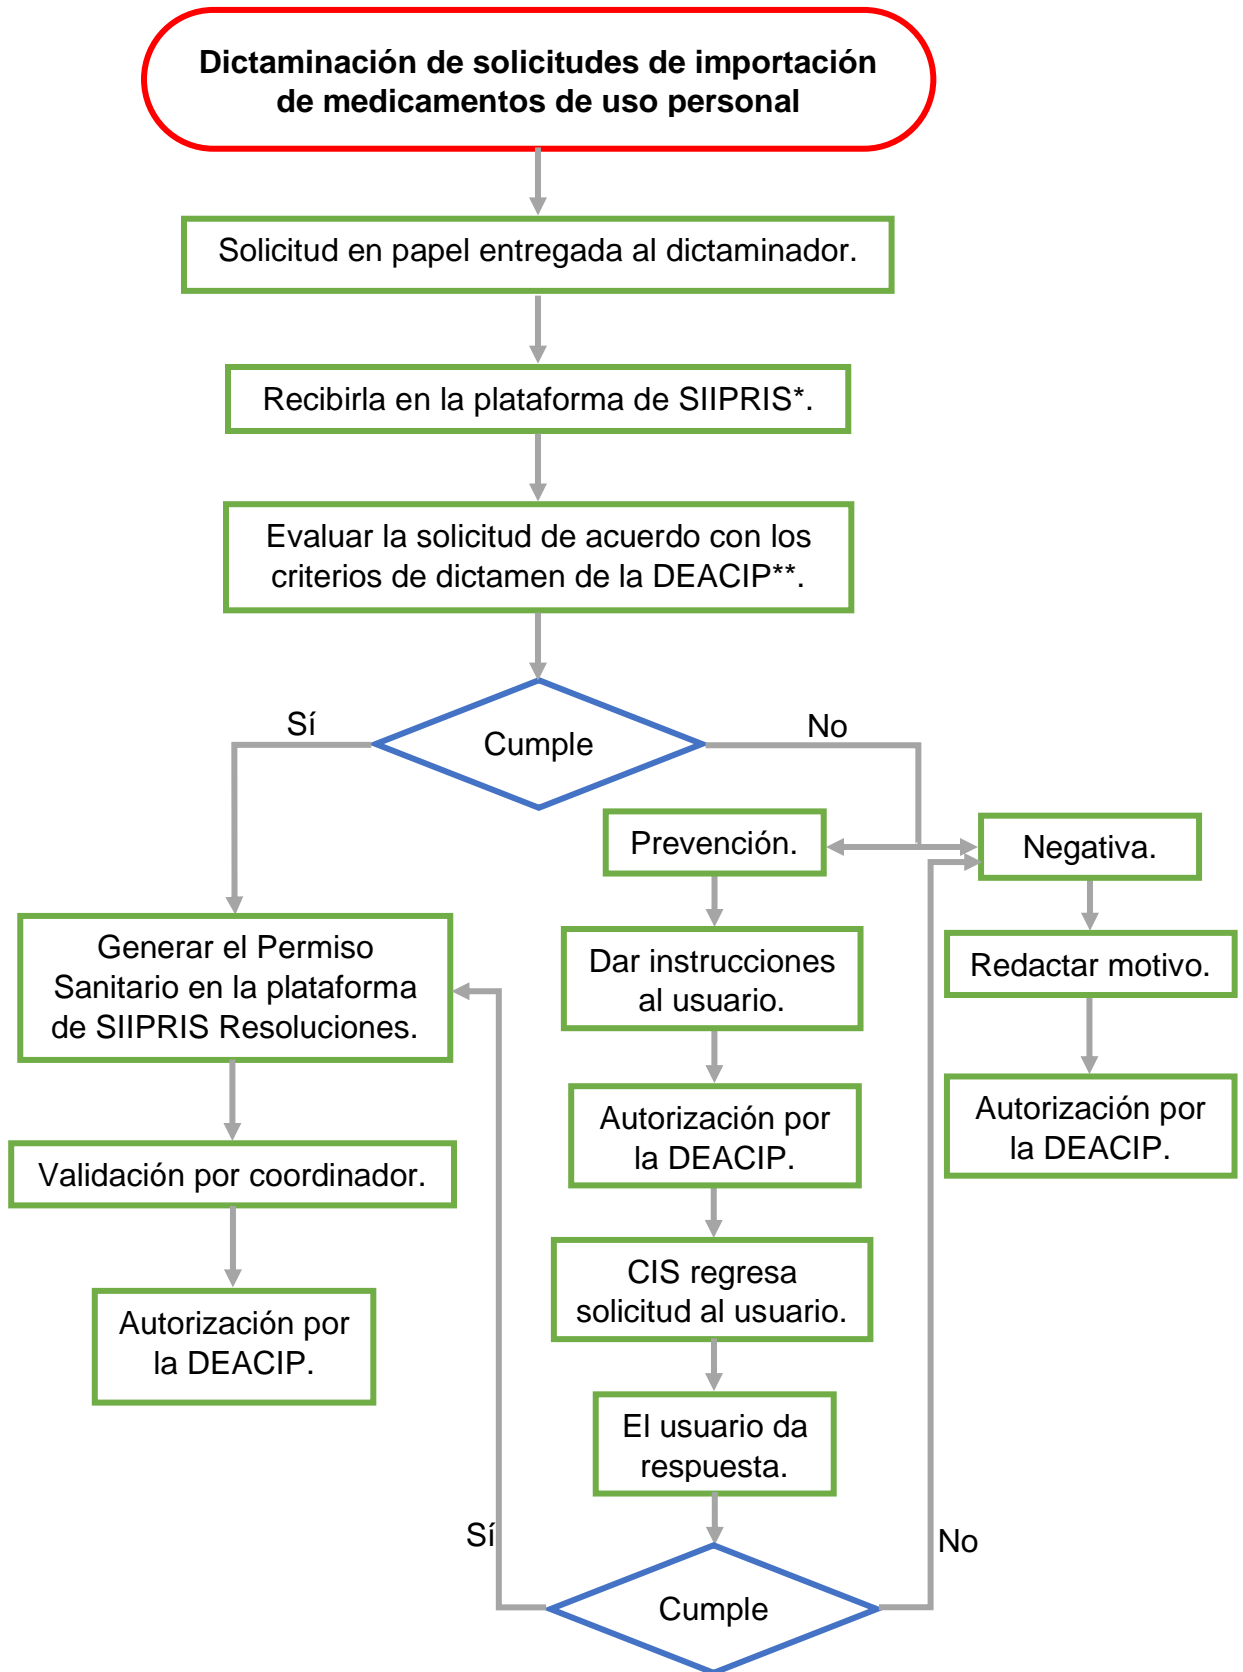 Dictaminación de solicitudes de importación
de medicamentos de uso personal
Solicitud en papel entregada al dictaminador.
Recibirla en la plataforma de SIIPRIS*.
Evaluar la solicitud de acuerdo con los
criterios de dictamen de la DEACIP**.
Cumple
Sí
No
Prevención.
Negativa.
Generar el Permiso
Sanitario en la plataforma
de SIIPRIS Resoluciones.
Dar instrucciones
al usuario.
Redactar motivo.
Validación por coordinador.
Autorización por
la DEACIP.
Autorización por
la DEACIP.
Autorización por
la DEACIP.
CIS regresa
solicitud al usuario.
El usuario da
respuesta.
Sí
No
Cumple